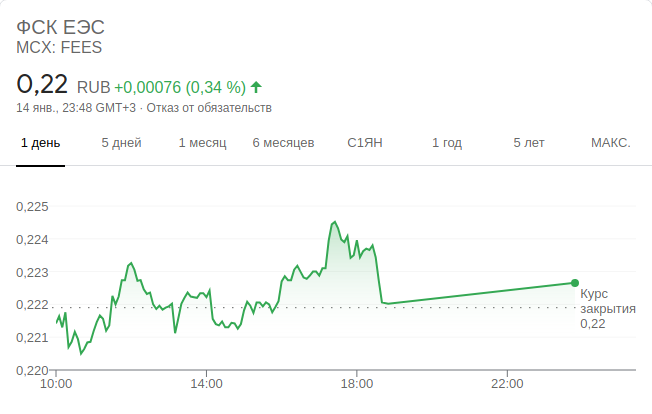 ФСК ЕЭС
MCX: FEES
0,22 RUB +0,00076 (0,34 %)
14 янв., 23:48 GMT+3 · Отказ от обязательств
1 день 5 дней 1 месяц 6 месяцев С1ЯН 1 год 5 лет МАКС.
0,225
0,224
0,223
0,222
0,221
0,220
Курс
закрытия
0,22
10:00 14:00 18:00 22:00